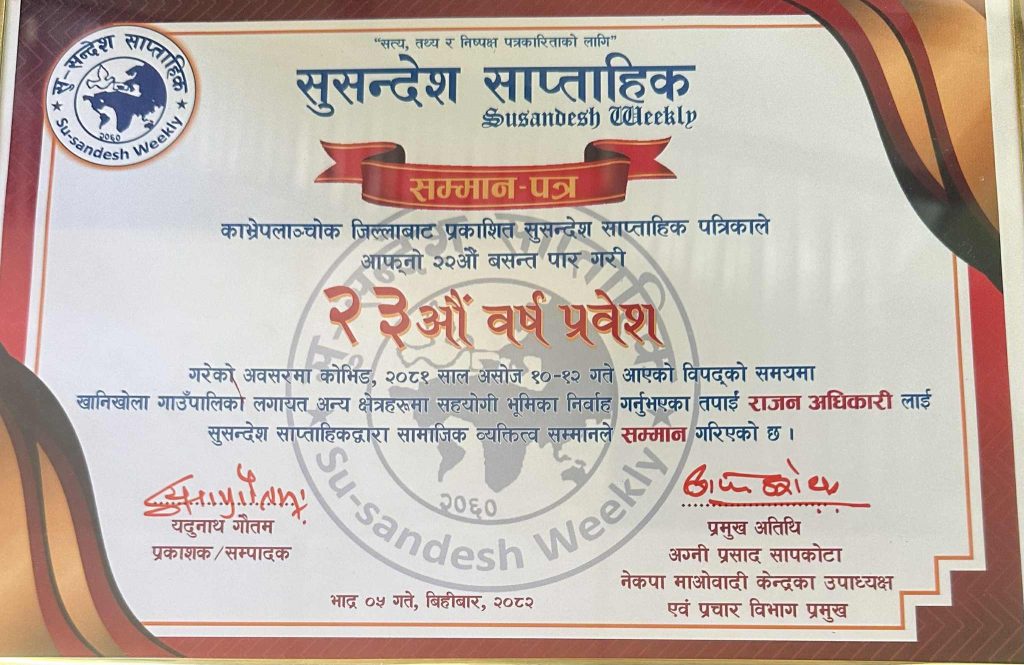 सु-सन्देश साप्ताहिक
२०६०
Su-sandesh Weekly
"सत्य, तथ्य र निष्पक्ष पत्रकारिताको लागि"
सुसन्देश साप्ताहिक
Susandesh Weekly
सम्मान-पत्र
काभ्रेपलाञ्चोक जिल्लाबाट प्रकाशित सुसन्देश साप्ताहिक पत्रिकाले
आफ्नो २२औं बसन्त पार गरी
२३औं वर्ष प्रवेश
गरेको अवसरमा कोभिड, २०८१ साल असोज १०-१२ गते आएको विपद्को समयमा
खानिखोला गाउँपालिको लगायत अन्य क्षेत्रहरूमा सहयोगी भूमिका निर्वाह गर्नुभएका तपाईं राजन अधिकारी लाई
सुसन्देश साप्ताहिकद्वारा सामाजिक व्यक्तित्व सम्मानले सम्मान गरिएको छ ।
सु-सन्देश साप्ताहिक
२०६०
Su-sandesh Weekly
यदुनाथ गौतम
प्रकाशक/सम्पादक
प्रमुख अतिथि
अग्नी प्रसाद सापकोटा
नेकपा माओवादी केन्द्रका उपाध्यक्ष
एवं प्रचार विभाग प्रमुख
भाद्र ०५ गते, बिहीबार, २०८२